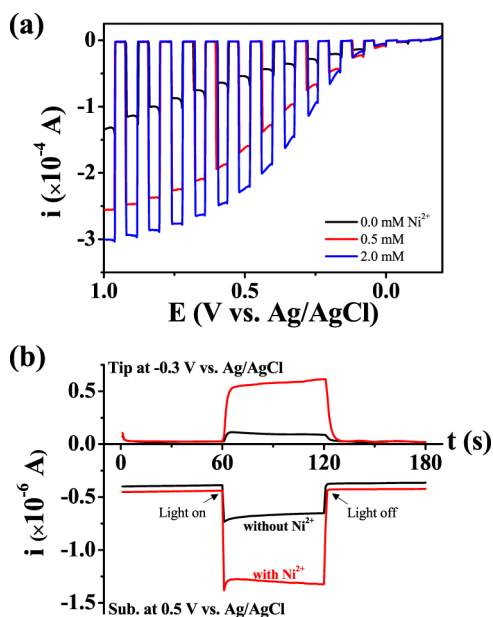 (a)
0
-1
-2
-3
i (×10⁻⁴ A)
0.0 mM Ni²⁺
0.5 mM
2.0 mM
1.0 0.5 0.0
E (V vs. Ag/AgCl)
(b)
Tip at -0.3 V vs. Ag/AgCl
0.5
0.0
t (s)
0 60 120 180
-0.5
Light on
Light off
without Ni²⁺
-1.0
with Ni²⁺
-1.5
Sub. at 0.5 V vs. Ag/AgCl
i (×10⁻⁶ A)